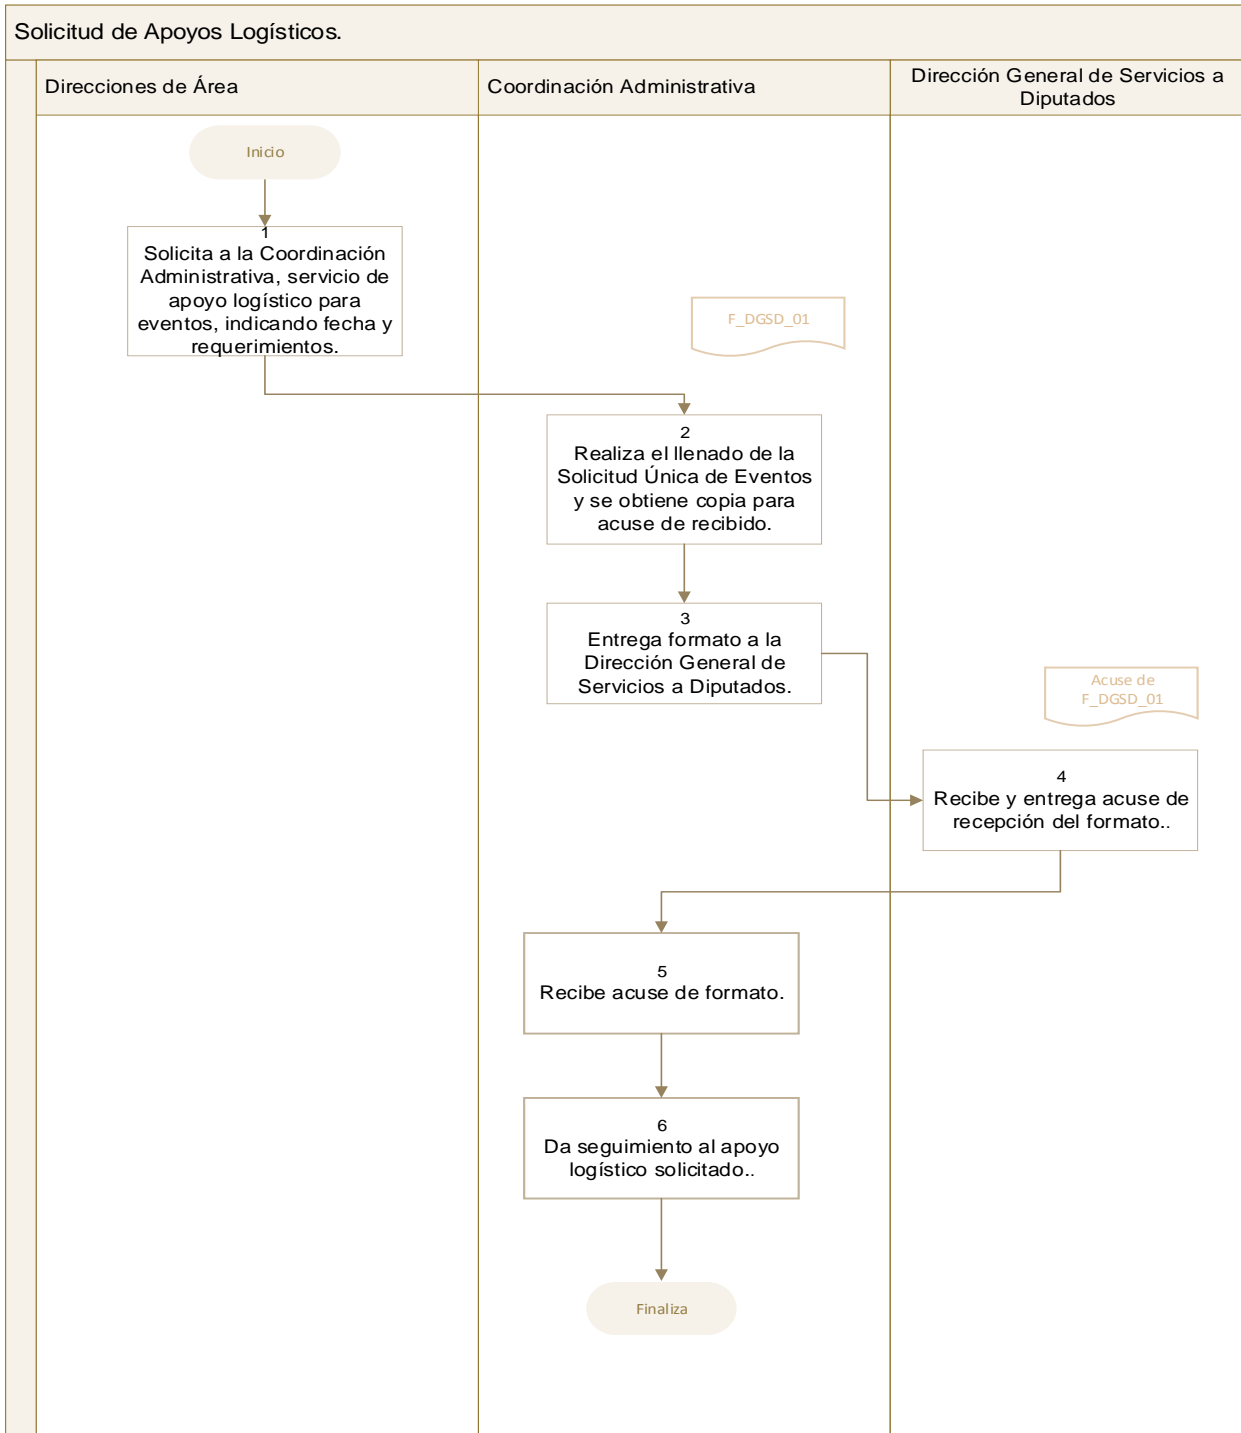 Solicitud de Apoyos Logísticos.
Direcciones de Área
Coordinación Administrativa
Dirección General de Servicios a
Diputados
Inicio
1
Solicita a la Coordinación
Administrativa, servicio de
apoyo logístico para
eventos, indicando fecha y
requerimientos.
F_DGSD_01
2
Realiza el llenado de la
Solicitud Única de Eventos
y se obtiene copia para
acuse de recibido.
3
Entrega formato a la
Dirección General de
Servicios a Diputados.
Acuse de
F_DGSD_01
4
Recibe y entrega acuse de
recepción del formato..
5
Recibe acuse de formato.
6
Da seguimiento al apoyo
logístico solicitado..
Finaliza